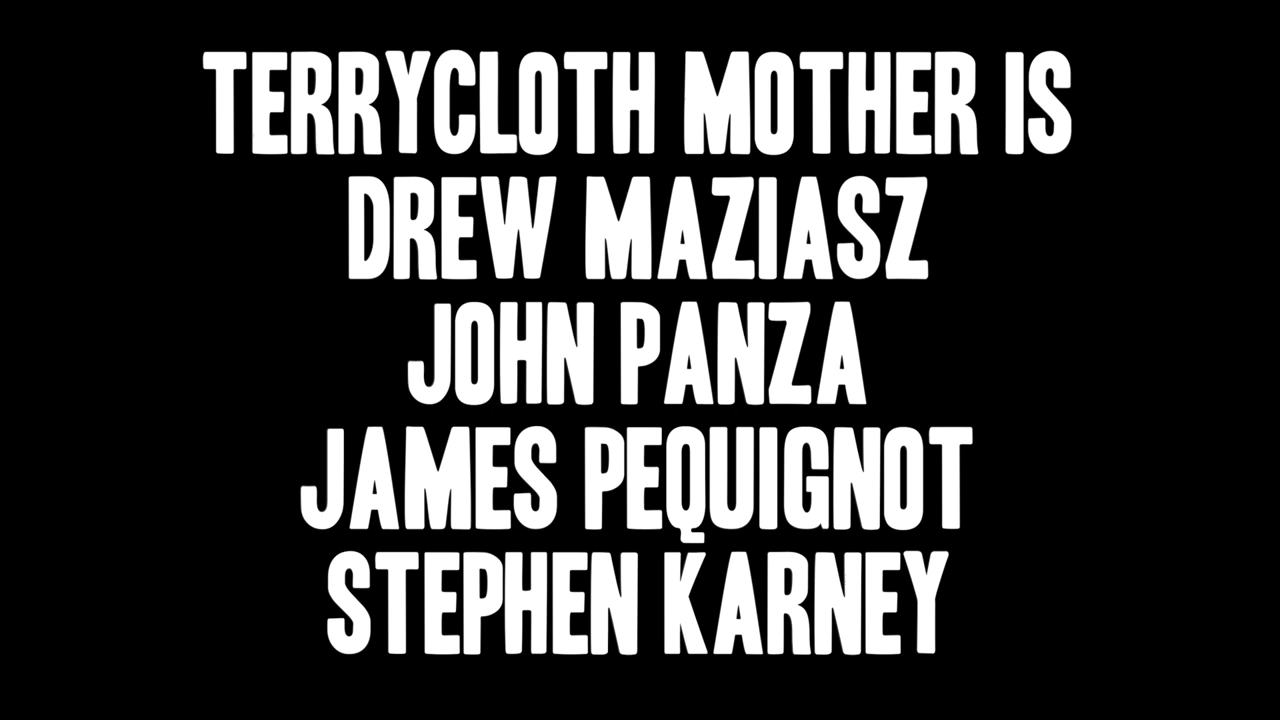 TERRYCLOTH MOTHER IS
DREW MAZIASZ
JOHN PANZA
JAMES PEQUIGNOT
STEPHEN KARNEY